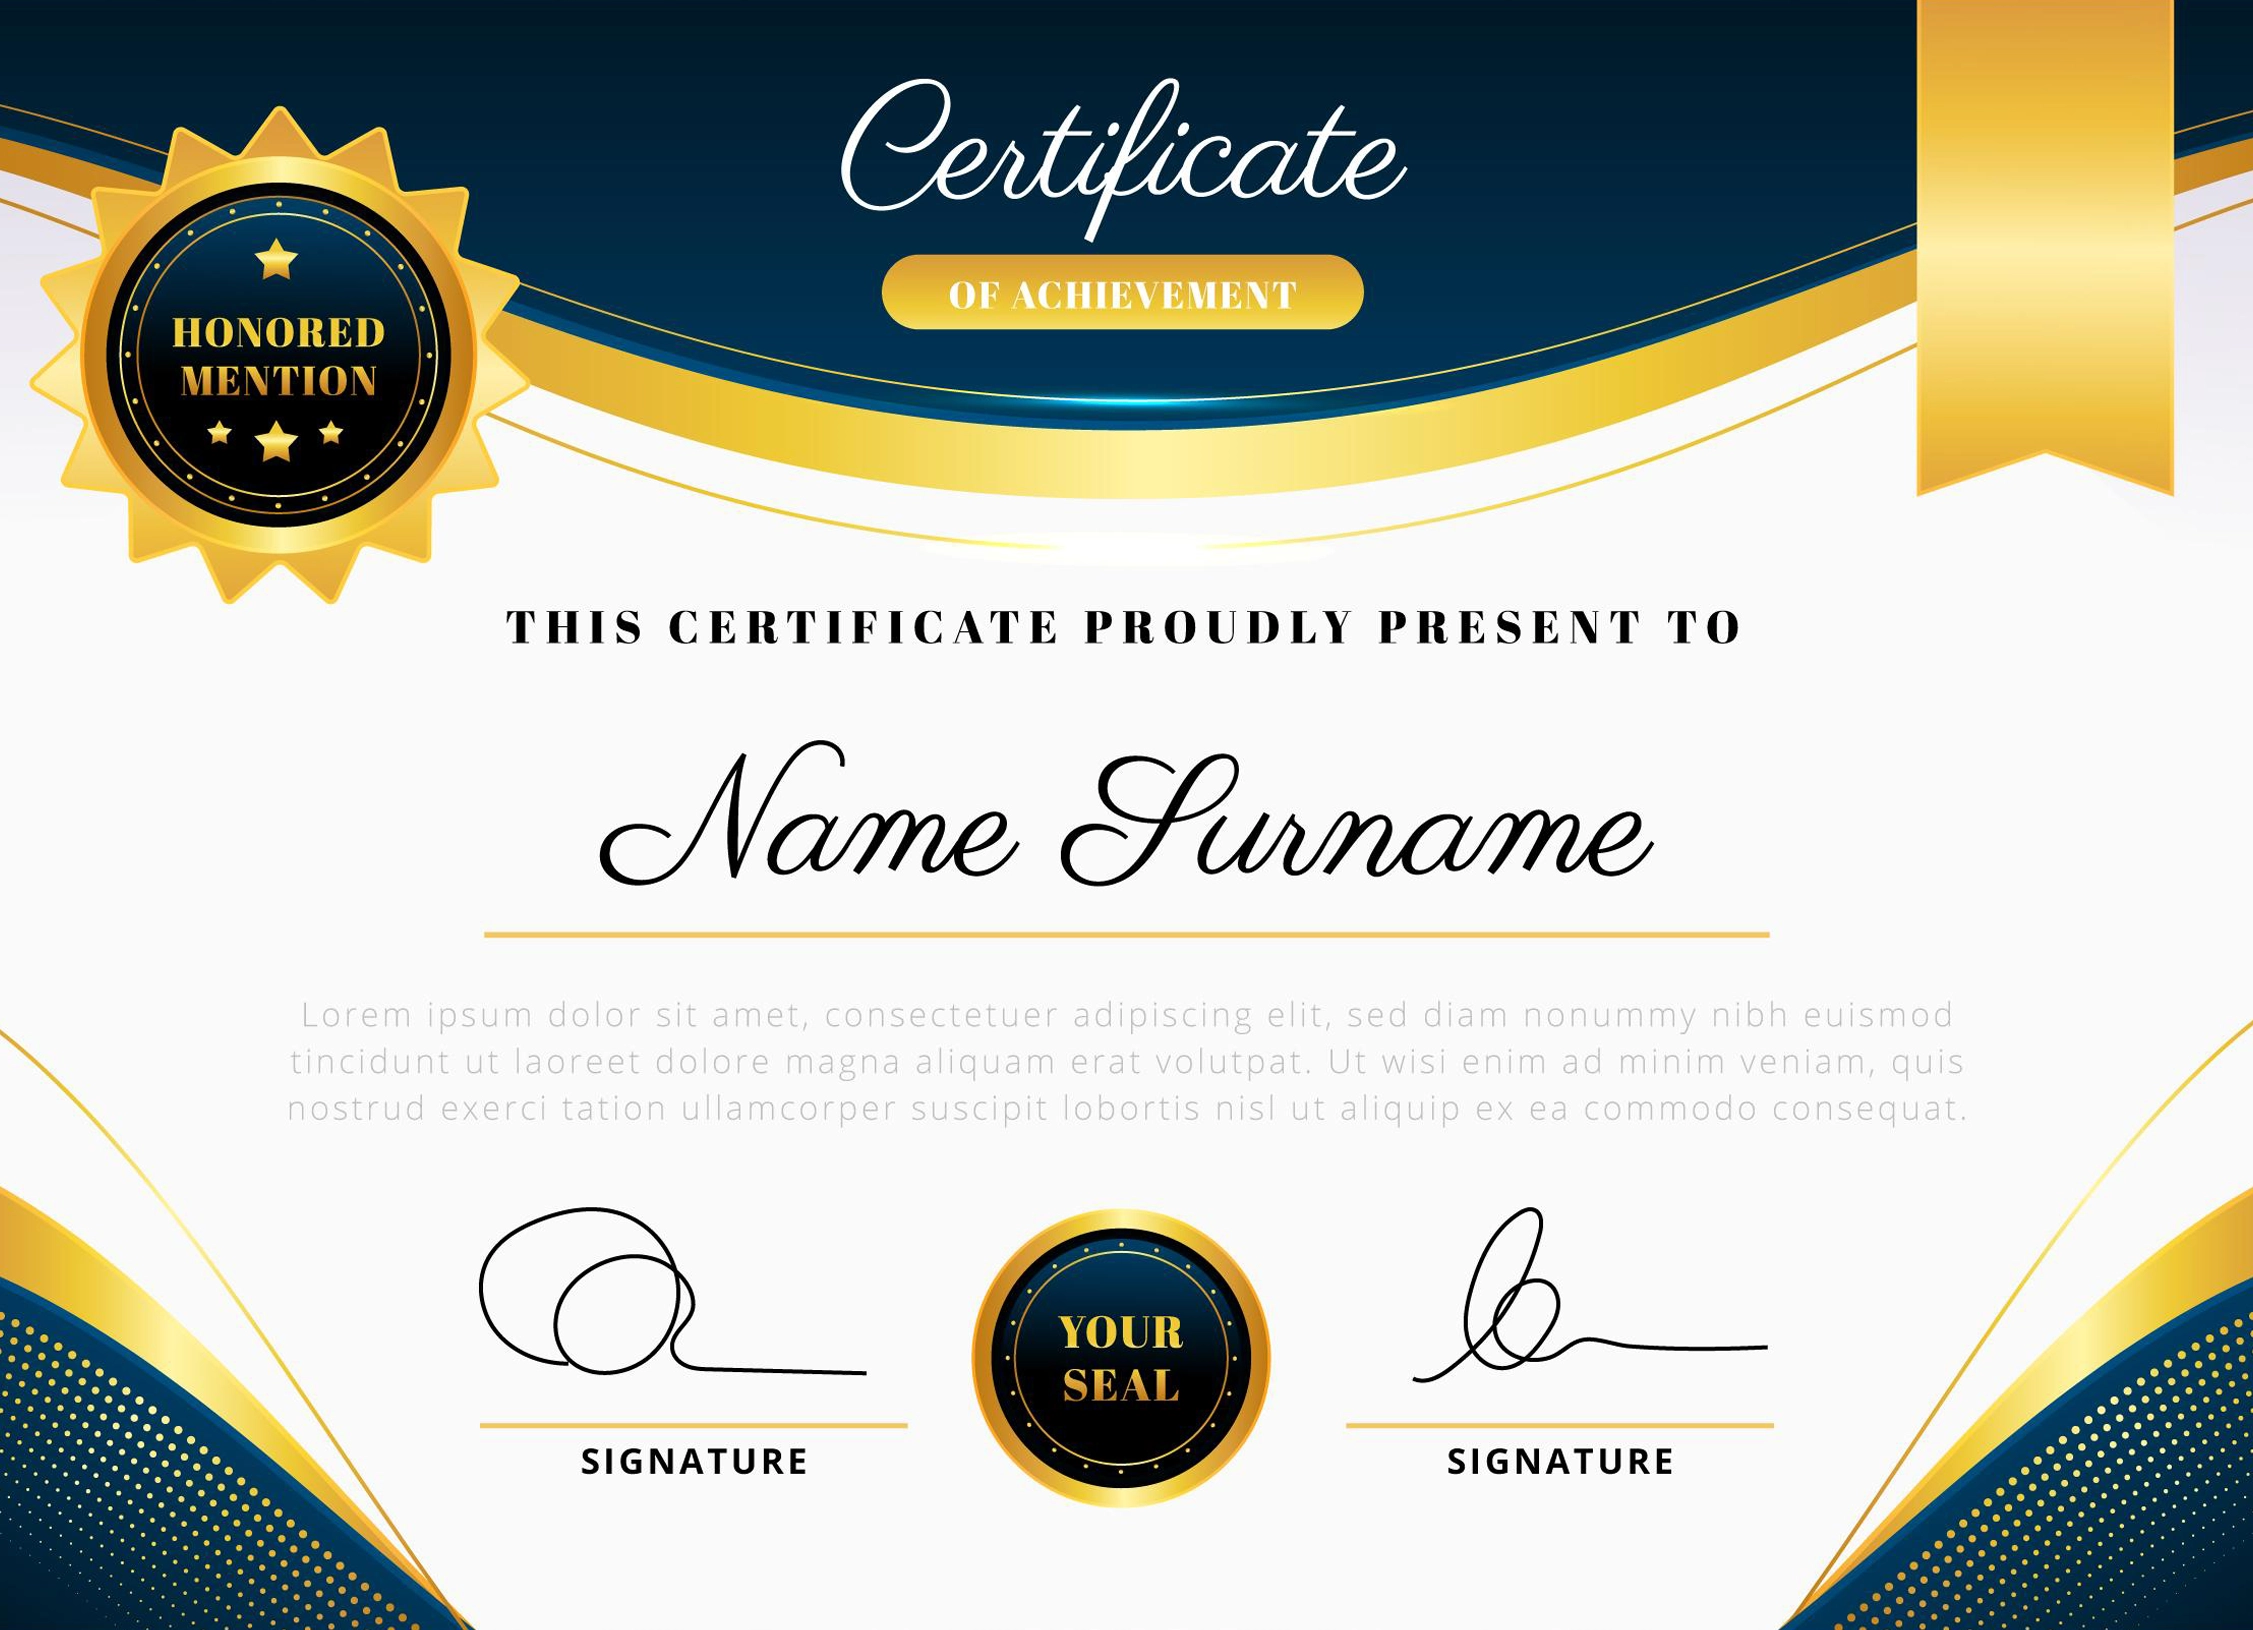 Certificate
OF ACHIEVEMENT
HONORED
MENTION
THIS CERTIFICATE PROUDLY PRESENT TO
Name Surname
Lorem ipsum dolor sit amet, consectetuer adipiscing elit, sed diam nonummy nibh euismod
tincidunt ut laoreet dolore magna aliquam erat volutpat. Ut wisi enim ad minim veniam, quis
nostrud exerci tation ullamcorper suscipit lobortis nisl ut aliquip ex ea commodo consequat.
YOUR
SEAL
SIGNATURE
SIGNATURE